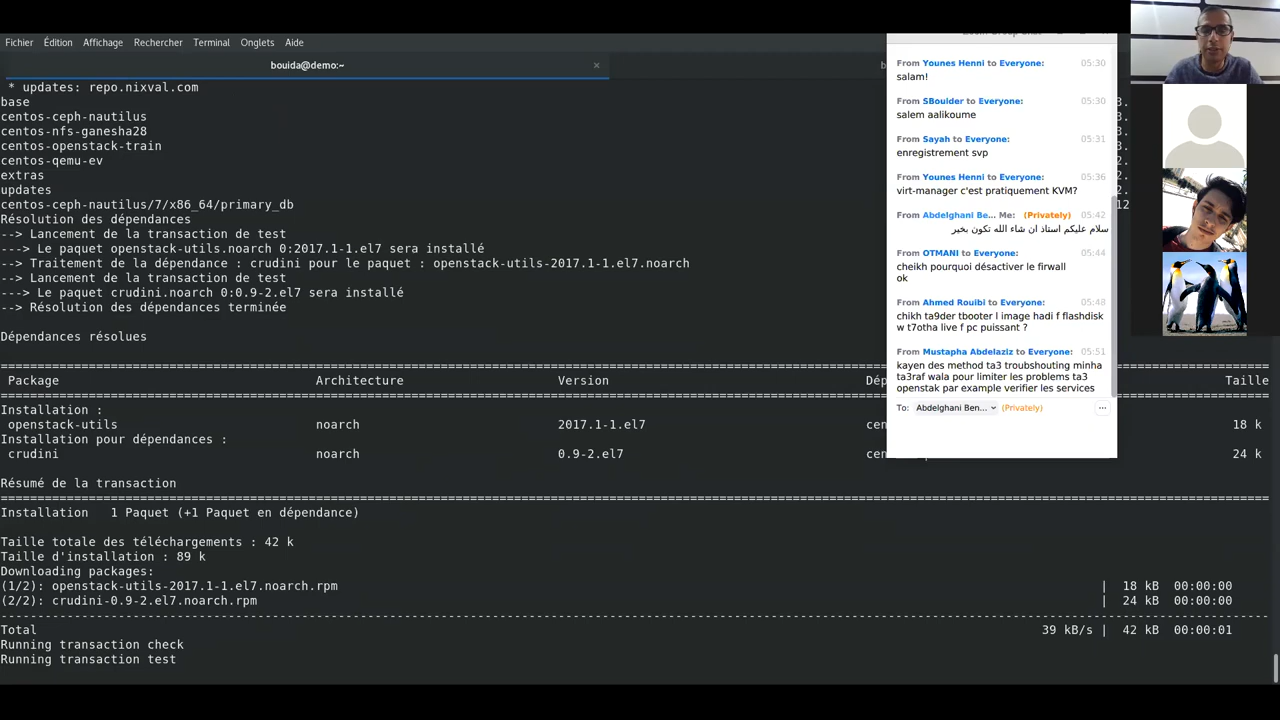 Fichier Édition Affichage Rechercher Terminal Onglets Aide
bouida@demo:~ ×
* updates: repo.nixval.com
base
centos-ceph-nautilus
centos-nfs-ganesha28
centos-openstack-train
centos-qemu-ev
extras
updates
centos-ceph-nautilus/7/x86_64/primary_db
Résolution des dépendances
--> Lancement de la transaction de test
---> Le paquet openstack-utils.noarch 0:2017.1-1.el7 sera installé
--> Traitement de la dépendance : crudini pour le paquet : openstack-utils-2017.1-1.el7.noarch
--> Lancement de la transaction de test
---> Le paquet crudini.noarch 0:0.9-2.el7 sera installé
--> Résolution des dépendances terminée
Dépendances résolues
Package Architecture Version Dép Taille
Installation :
openstack-utils noarch 2017.1-1.el7 cen 18 k
Installation pour dépendances :
crudini noarch 0.9-2.el7 cen 24 k
Résumé de la transaction
Installation 1 Paquet (+1 Paquet en dépendance)
Taille totale des téléchargements : 42 k
Taille d'installation : 89 k
Downloading packages:
(1/2): openstack-utils-2017.1-1.el7.noarch.rpm | 18 kB 00:00:00
(2/2): crudini-0.9-2.el7.noarch.rpm | 24 kB 00:00:00
Total 39 kB/s | 42 kB 00:00:01
Running transaction check
Running transaction test
From Younes Henni to Everyone: 05:30
salam!
From SBouider to Everyone: 05:30
salem aalikoume
From Sayah to Everyone: 05:31
enregistrement svp
From Younes Henni to Everyone: 05:36
virt-manager c'est pratiquement KVM?
From Abdelghani Be... Me: (Privately) 05:42
سلام عليكم استاذ ان شاء الله تكون بخير
From OTMANI to Everyone: 05:44
cheikh pourquoi désactiver le firwall
ok
From Ahmed Rouibi to Everyone: 05:48
chikh ta9der tbooter l image hadi f flashdisk
w t7otha live f pc puissant ?
From Mustapha Abdelaziz to Everyone: 05:51
kayen des method ta3 troubshouting minha
ta3raf wala pour limiter les problems ta3
openstak par example verifier les services
To: Abdelghani Ben... (Privately) ...